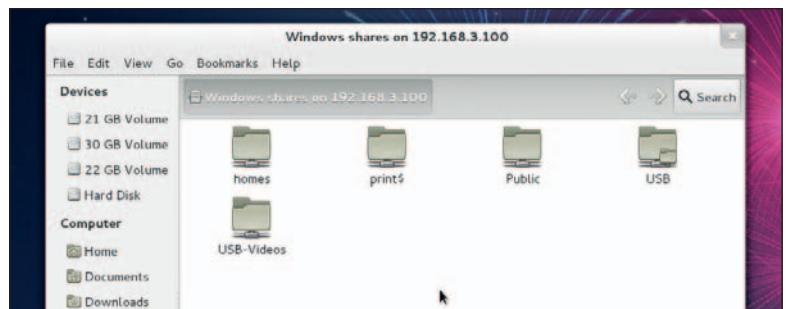 Windows shares on 192.168.3.100
File Edit View Go Bookmarks Help
Devices
21 GB Volume
30 GB Volume
22 GB Volume
Hard Disk
Computer
Home
Documents
Downloads
Windows shares on 192.168.3.100
Search
homes
print$
Public
USB
USB-Videos